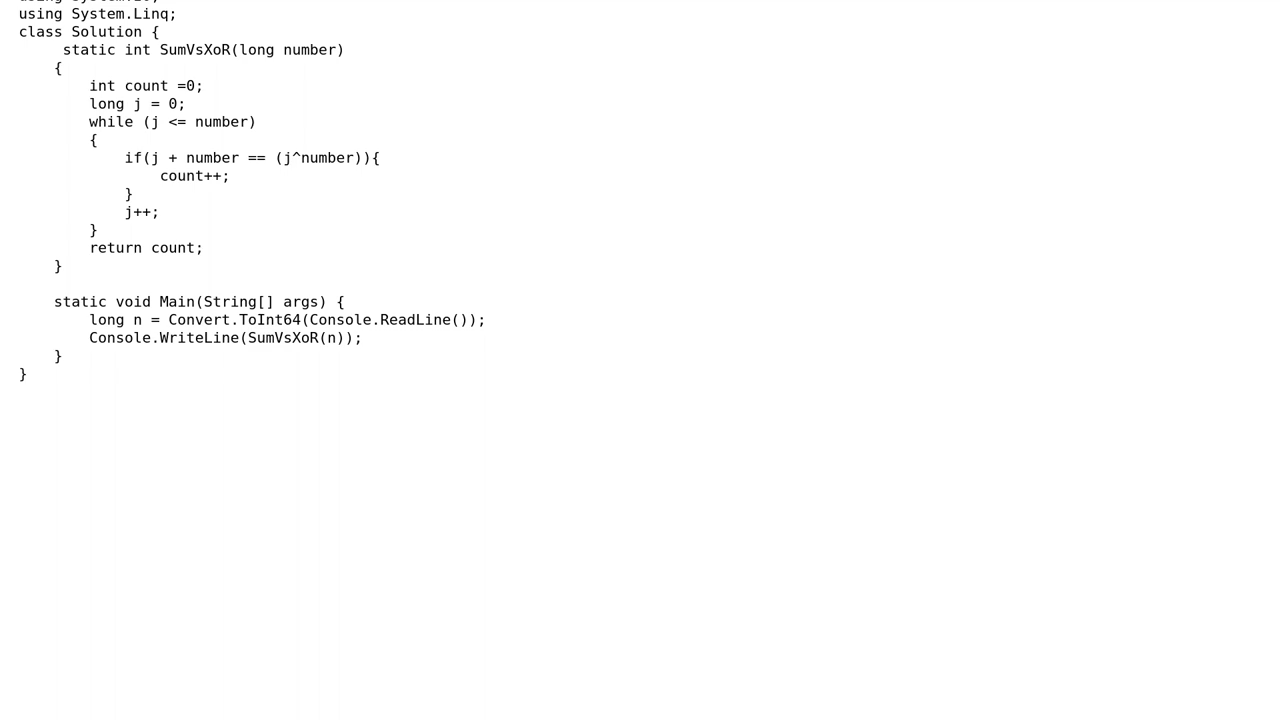 using System.Linq;
class Solution {
     static int SumVsXoR(long number)
    {
        int count =0;
        long j = 0;
        while (j <= number)
        {
            if(j + number == (j^number)){
                count++;
            }
            j++;
        }
        return count;
    }

    static void Main(String[] args) {
        long n = Convert.ToInt64(Console.ReadLine());
        Console.WriteLine(SumVsXoR(n));
    }
}